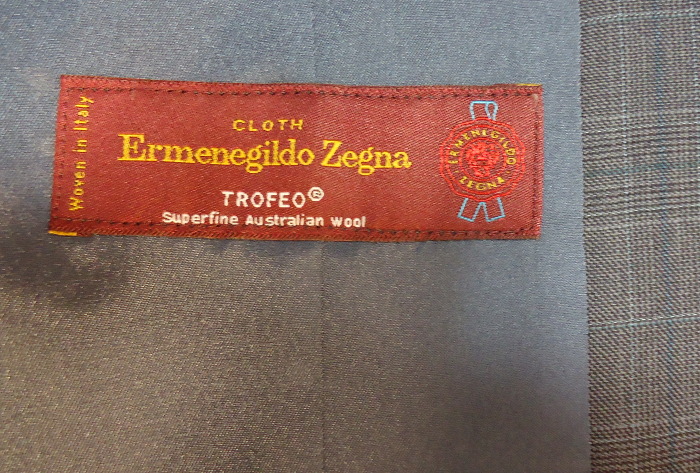 Woven in Italy
CLOTH
Ermenegildo Zegna
TROFEO®
Superfine Australian Wool
ERMENEGILDO
ZEGNA